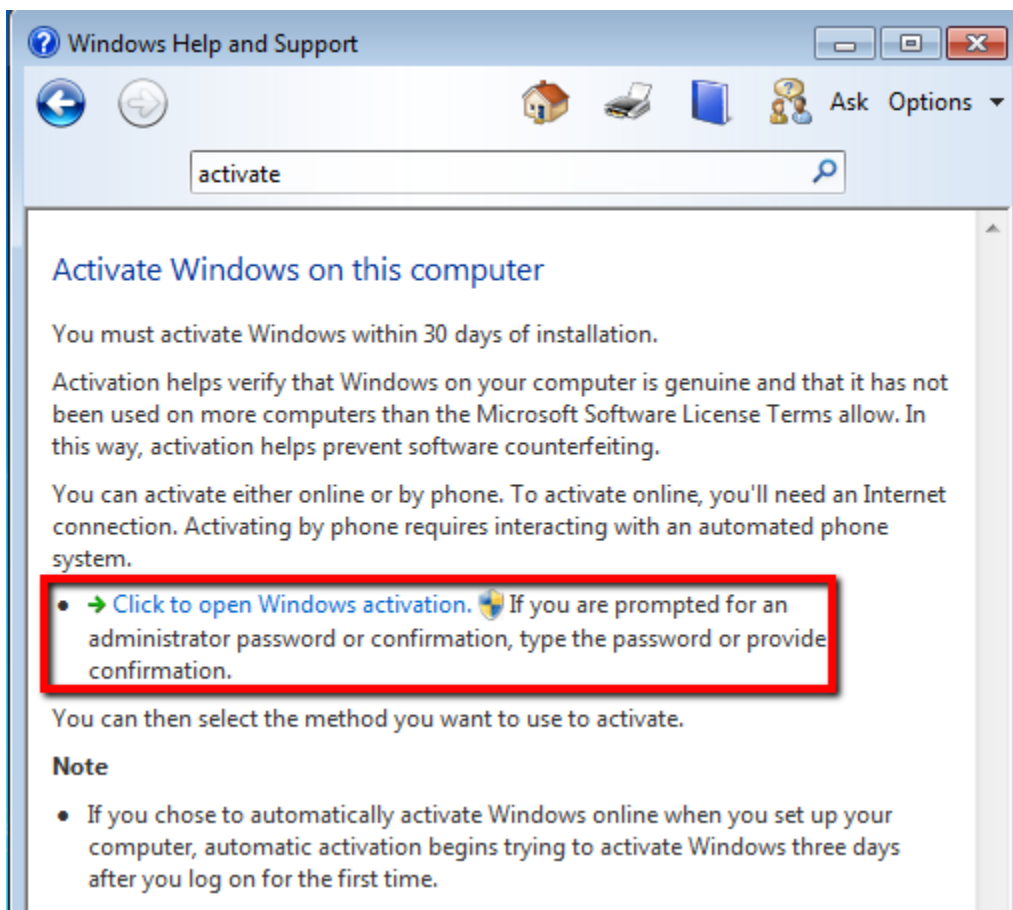 Windows Help and Support
Ask Options
activate
Activate Windows on this computer
You must activate Windows within 30 days of installation.
Activation helps verify that Windows on your computer is genuine and that it has not
been used on more computers than the Microsoft Software License Terms allow. In
this way, activation helps prevent software counterfeiting.
You can activate either online or by phone. To activate online, you'll need an Internet
connection. Activating by phone requires interacting with an automated phone
system.
• Click to open Windows activation. If you are prompted for an
administrator password or confirmation, type the password or provide
confirmation.
You can then select the method you want to use to activate.
Note
• If you chose to automatically activate Windows online when you set up your
computer, automatic activation begins trying to activate Windows three days
after you log on for the first time.